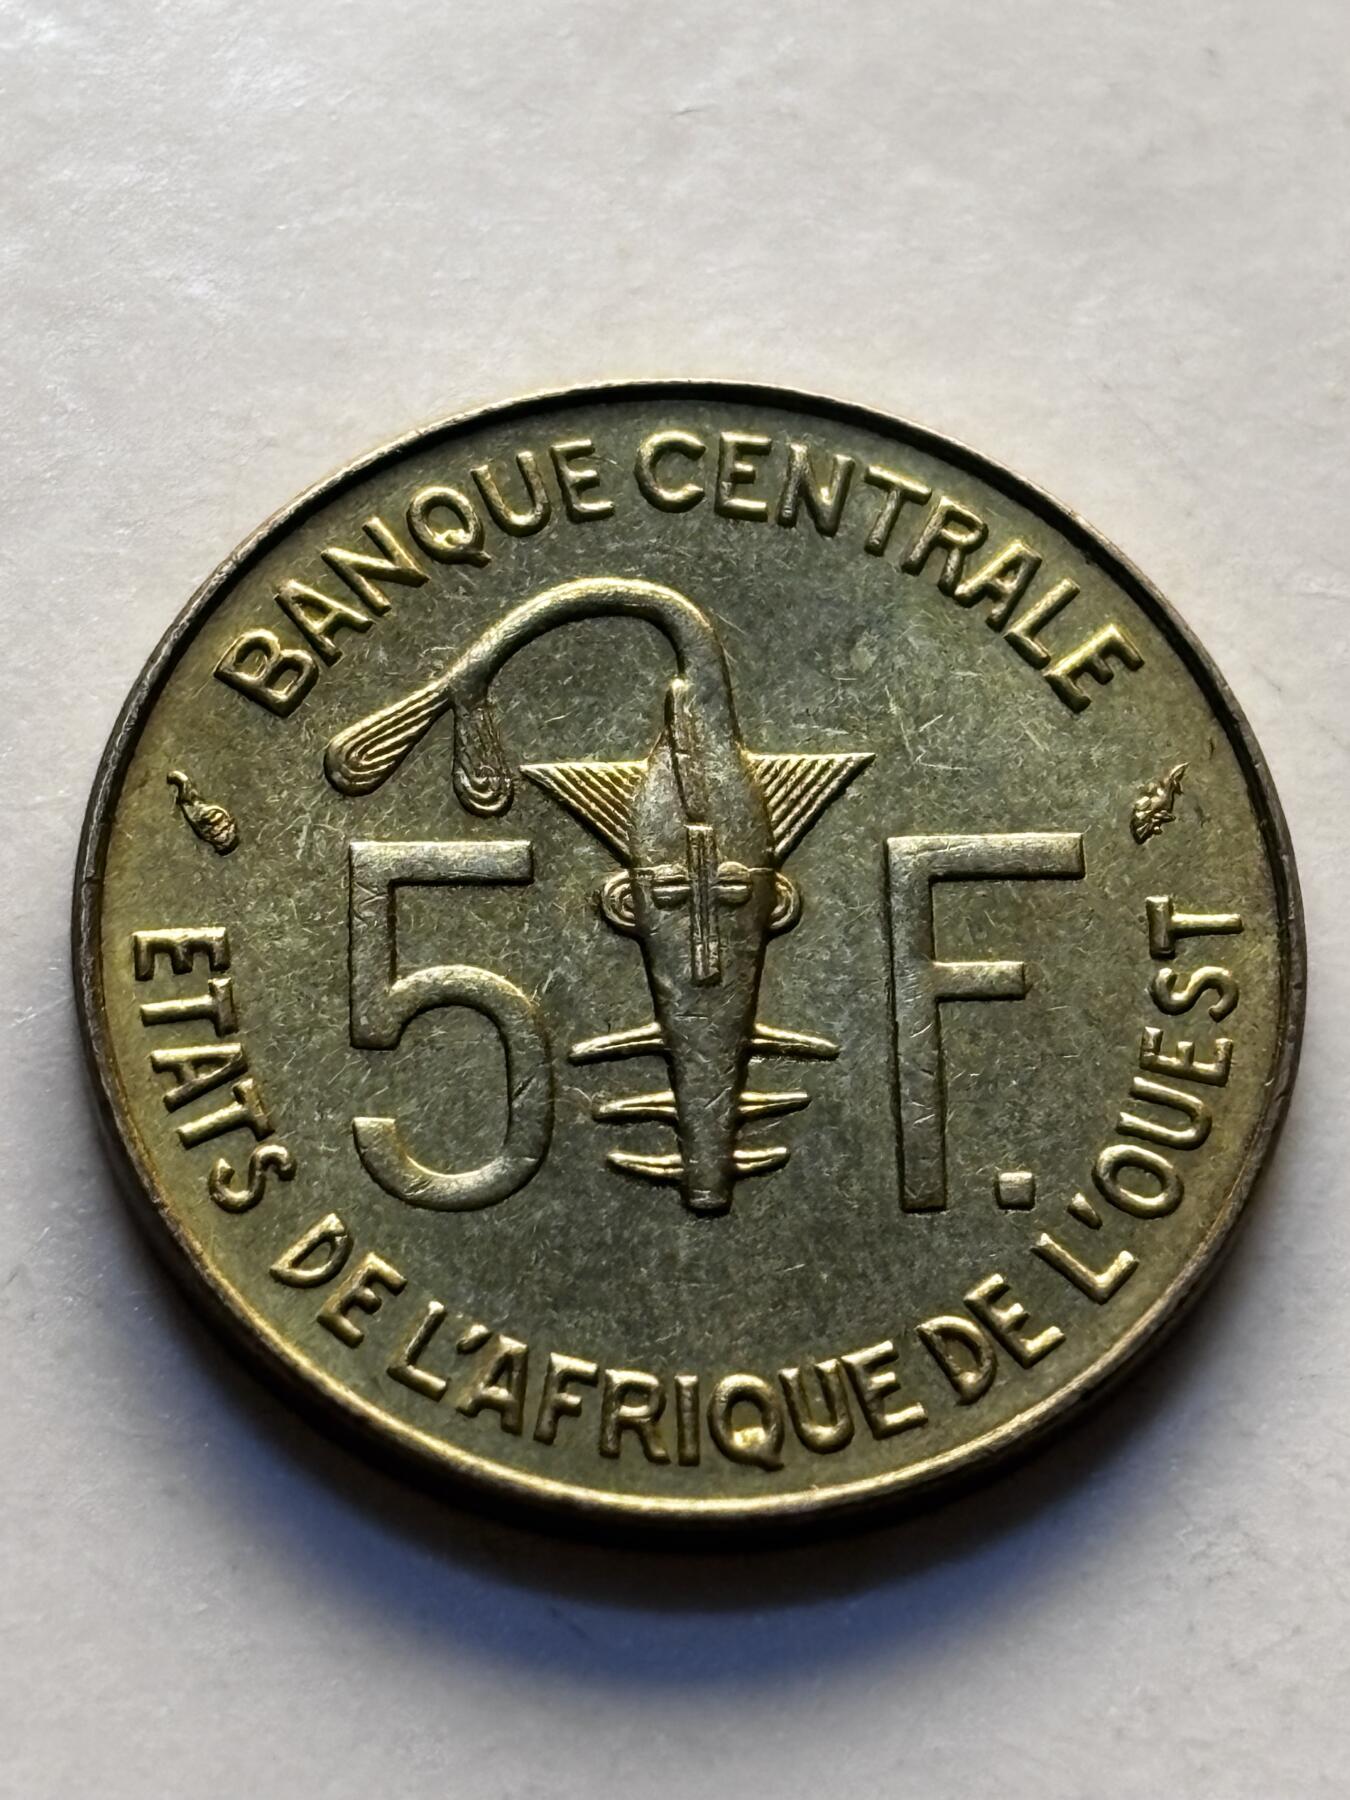 BANQUE CENTRALE
5 F.
ETATS DE L'AFRIQUE DE L'OUEST